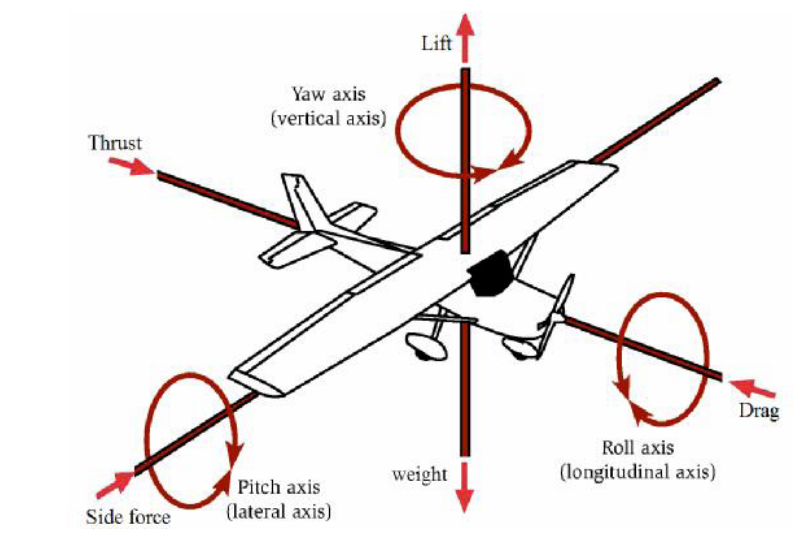 Lift
Yaw axis
(vertical axis)
Thrust
Drag
Roll axis
(longitudinal axis)
weight
Pitch axis
(lateral axis)
Side force